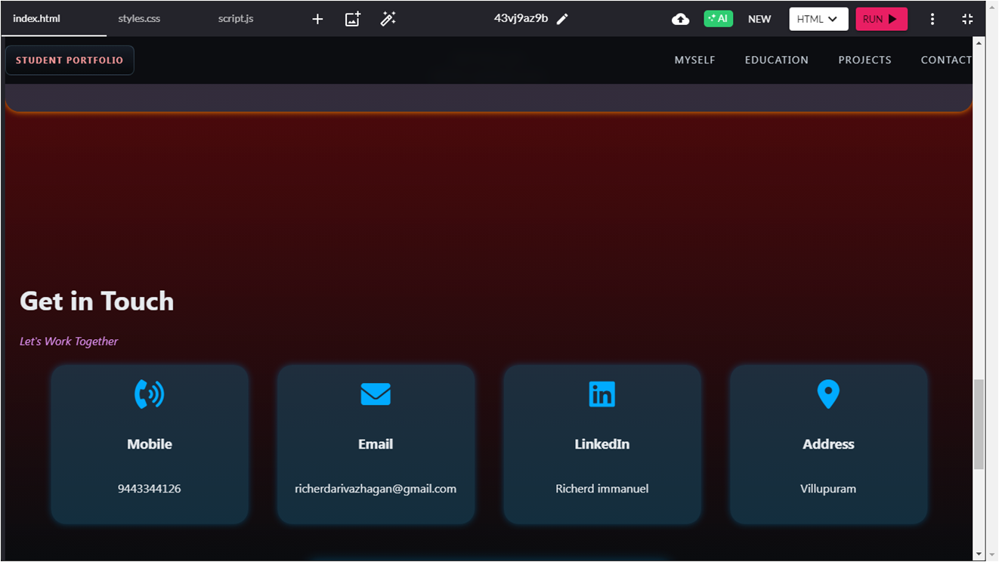 index.html styles.css script.js 43vj9az9b AI NEW HTML RUN
STUDENT PORTFOLIO MYSELF EDUCATION PROJECTS CONTACT
Get in Touch
Let's Work Together
Mobile Email LinkedIn Address
9443344126 richerdarivazhagan@gmail.com Richerd immanuel Villupuram